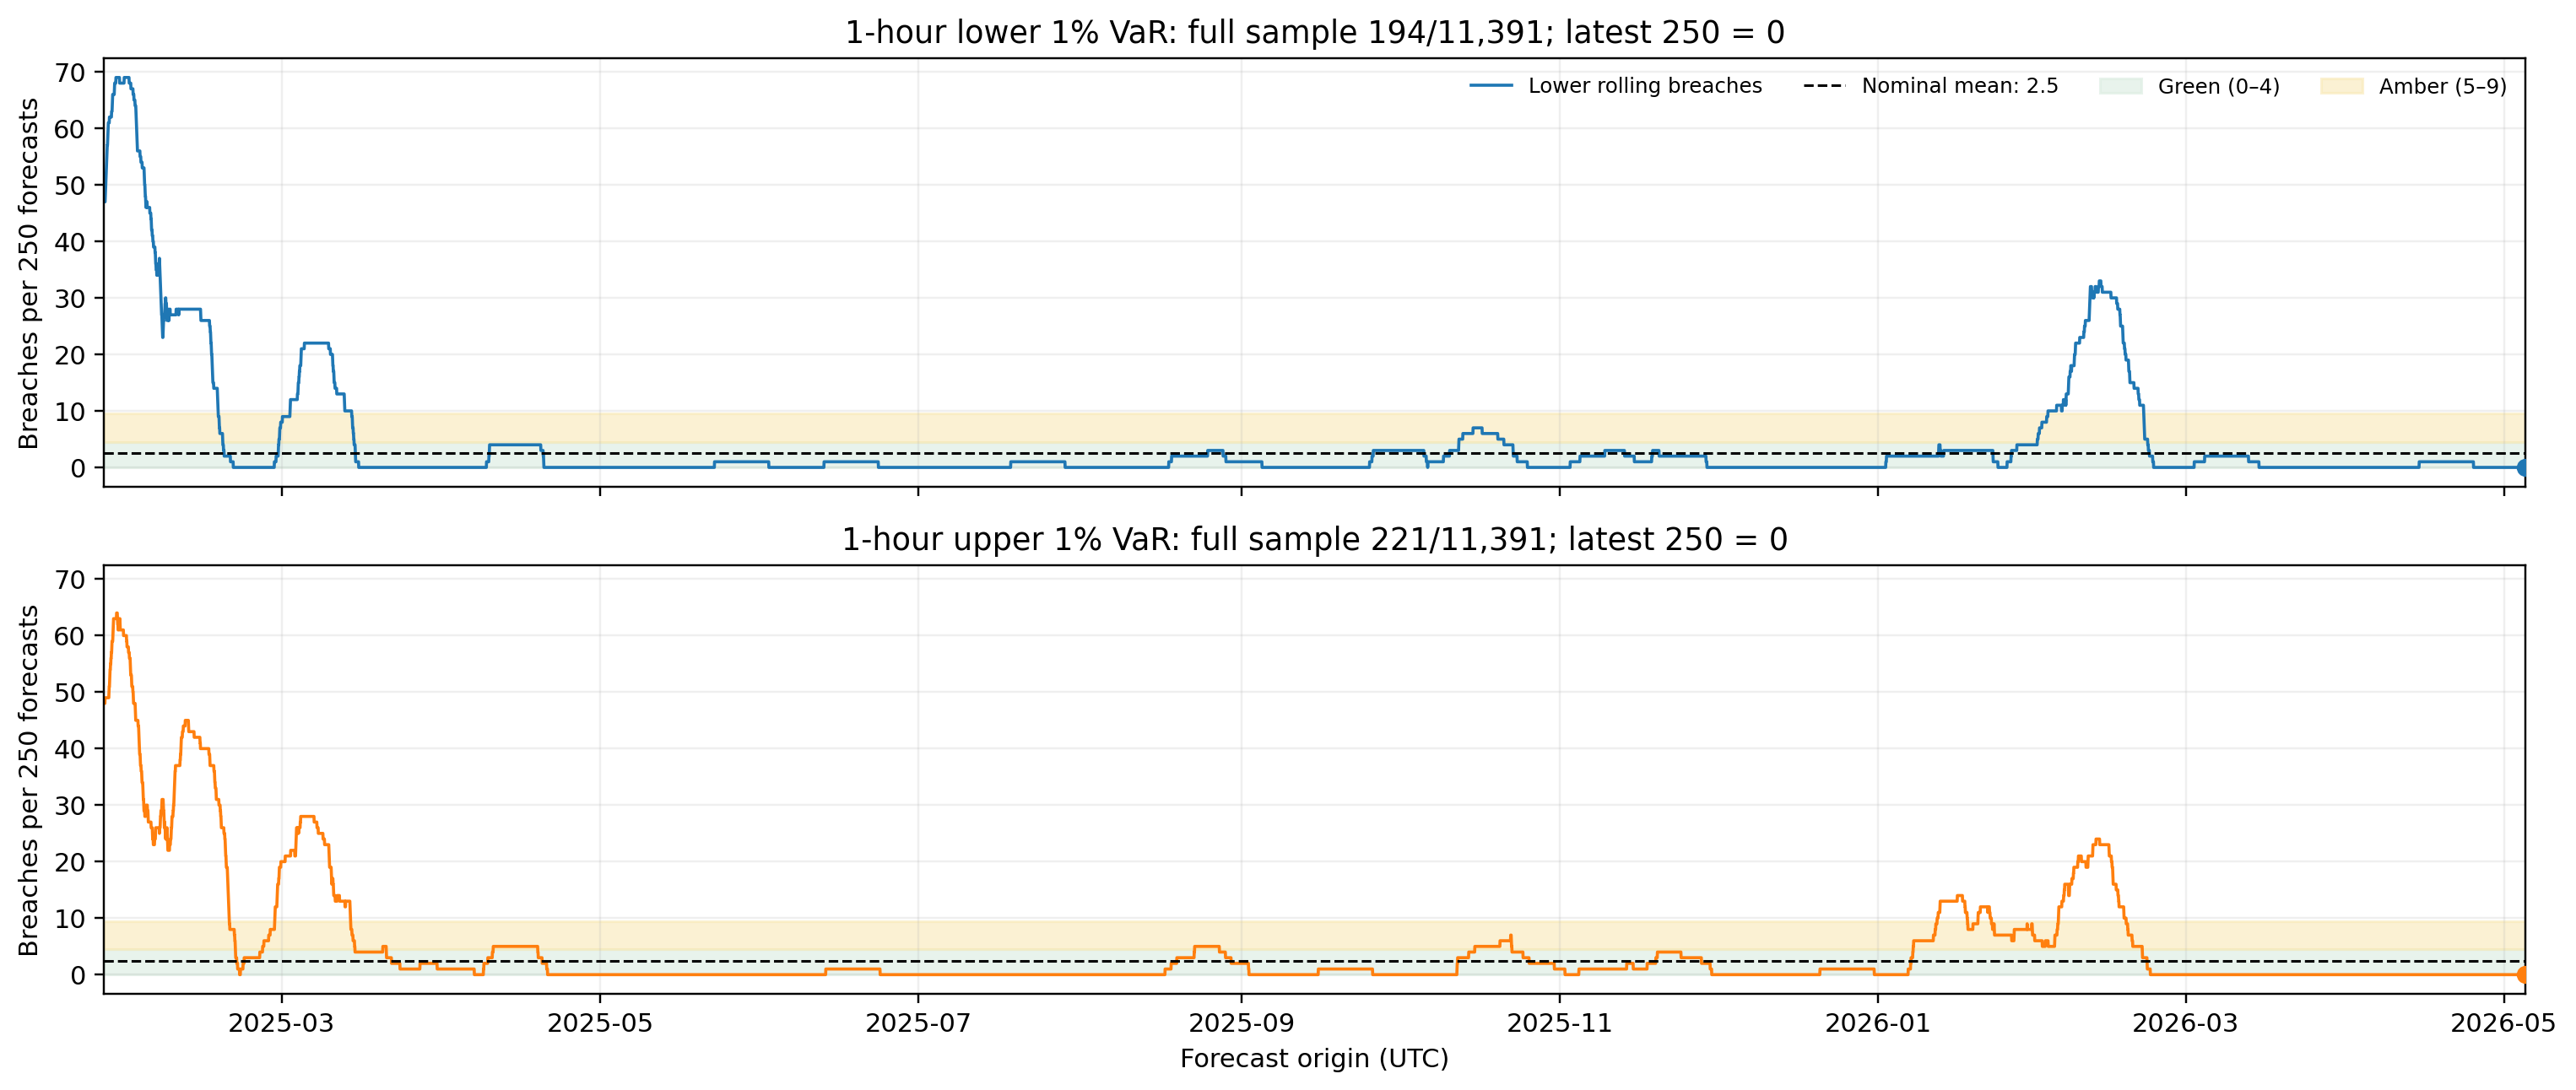 1-hour lower 1% VaR: full sample 194/11,391; latest 250 = 0
Breaches per 250 forecasts
70
60
50
40
30
20
10
0
Lower rolling breaches
Nominal mean: 2.5
Green (0–4)
Amber (5–9)
1-hour upper 1% VaR: full sample 221/11,391; latest 250 = 0
Breaches per 250 forecasts
70
60
50
40
30
20
10
0
2025-03
2025-05
2025-07
2025-09
2025-11
2026-01
2026-03
2026-05
Forecast origin (UTC)